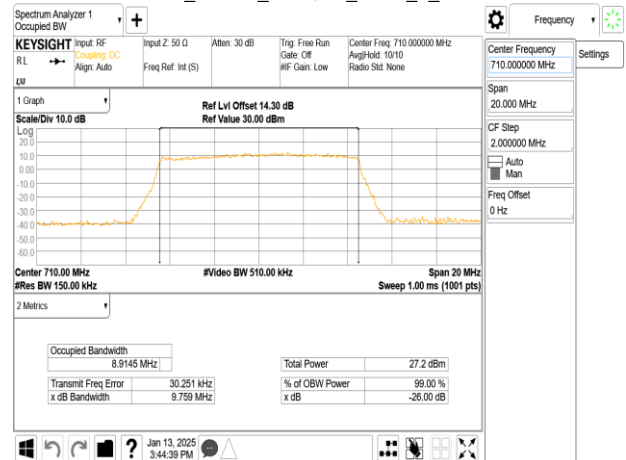 Spectrum Analyzer 1
Occupied BW
Frequency
KEYSIGHT
Input: RF
Input Z: 50 Ω
Atten: 30 dB
Trig: Free Run
Center Freq: 710.000000 MHz
RL
Coupling: DC
Gate: Off
Avg|Hold: 10/10
Align: Auto
Freq Ref: Int (S)
#IF Gain: Low
Radio Std: None
Center Frequency
710.000000 MHz
Settings
Span
20.000 MHz
CF Step
2.000000 MHz
Auto
Man
Freq Offset
0 Hz
1 Graph
Ref Lvl Offset 14.30 dB
Scale/Div 10.0 dB
Ref Value 30.00 dBm
Log
20.0
10.0
0.00
-10.0
-20.0
-30.0
-40.0
-50.0
-60.0
Center 710.00 MHz
#Video BW 510.00 kHz
Span 20 MHz
#Res BW 150.00 kHz
Sweep 1.00 ms (1001 pts)
2 Metrics
Occupied Bandwidth
8.9145 MHz
Total Power 27.2 dBm
Transmit Freq Error 30.251 kHz
% of OBW Power 99.00 %
x dB Bandwidth 9.759 MHz
x dB -26.00 dB
?
Jan 13, 2025
3:44:39 PM